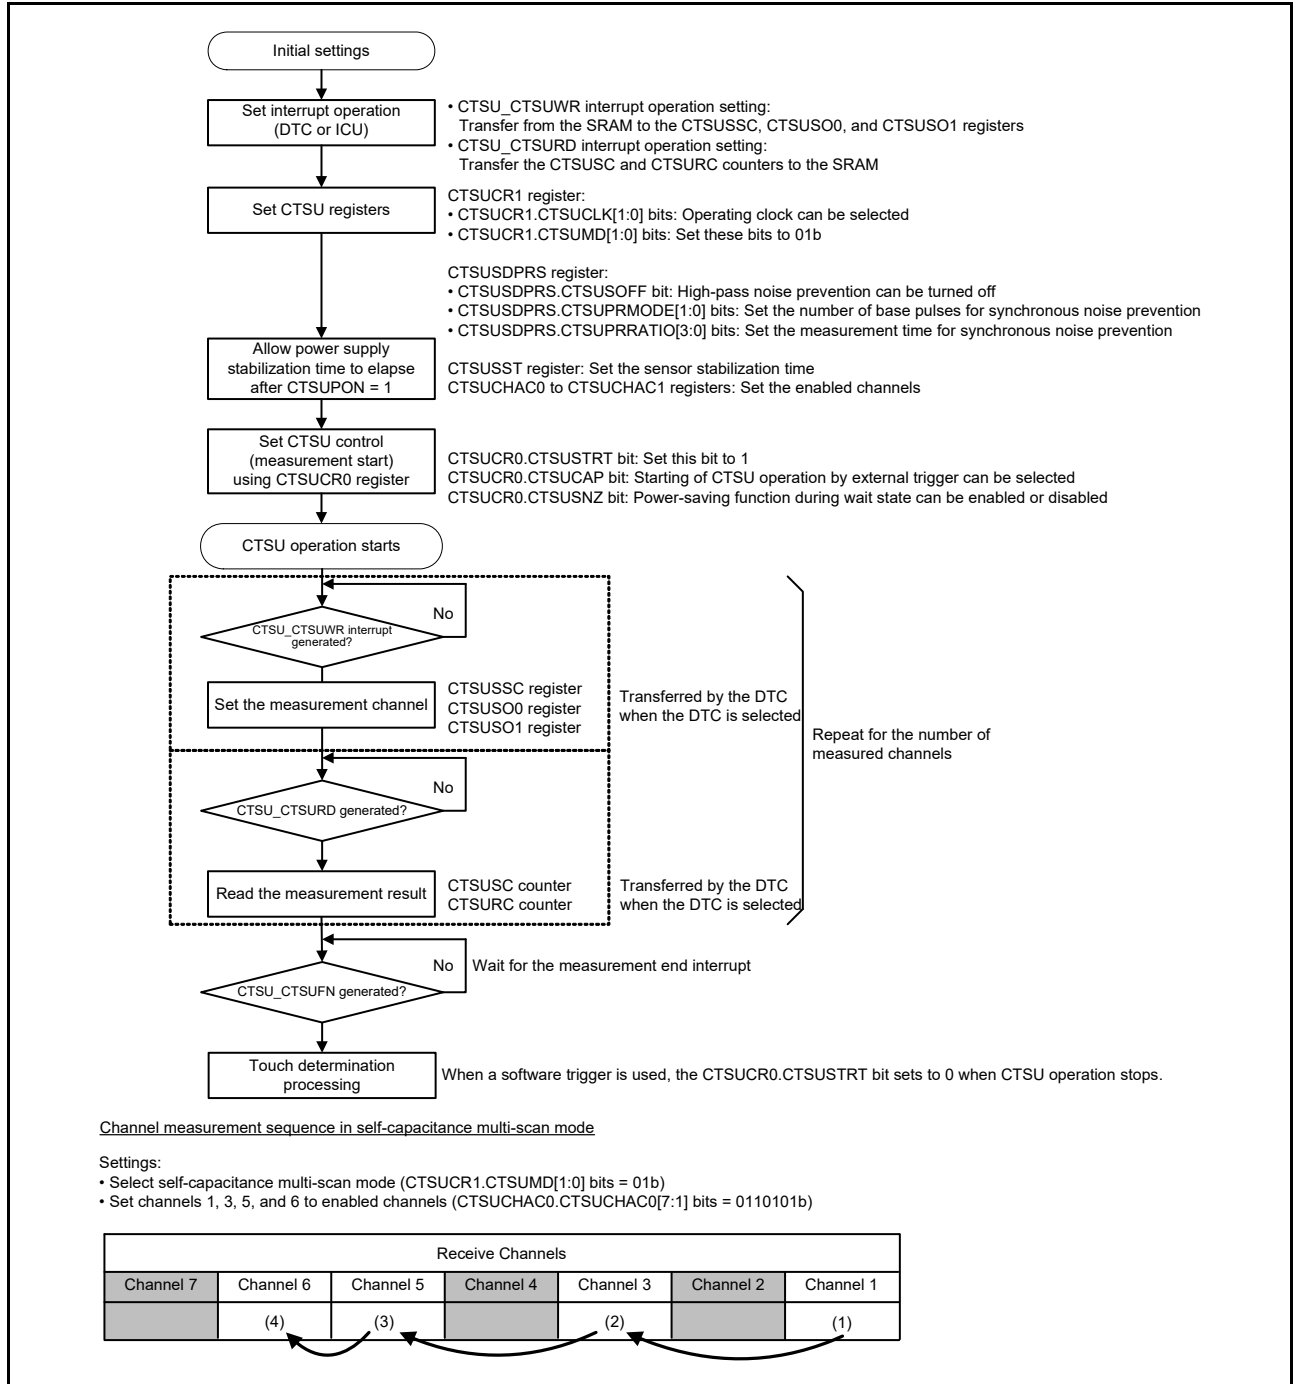 Initial settings
Set interrupt operation
(DTC or ICU)
• CTSU_CTSUWR interrupt operation setting:
Transfer from the SRAM to the CTSUSSC, CTSUSO0, and CTSUSO1 registers
• CTSU_CTSURD interrupt operation setting:
Transfer the CTSUSC and CTSURC counters to the SRAM
Set CTSU registers
CTSUCR1 register:
• CTSUCR1.CTSUCLK[1:0] bits: Operating clock can be selected
• CTSUCR1.CTSUMD[1:0] bits: Set these bits to 01b
CTSUSDPRS register:
• CTSUSDPRS.CTSUSOFF bit: High-pass noise prevention can be turned off
• CTSUSDPRS.CTSUPRMODE[1:0] bits: Set the number of base pulses for synchronous noise prevention
• CTSUSDPRS.CTSUPRRATIO[3:0] bits: Set the measurement time for synchronous noise prevention
Allow power supply
stabilization time to elapse
after CTSUPON = 1
CTSUSST register: Set the sensor stabilization time
CTSUCHAC0 to CTSUCHAC1 registers: Set the enabled channels
Set CTSU control
(measurement start)
using CTSUCR0 register
CTSUCR0.CTSUSTRT bit: Set this bit to 1
CTSUCR0.CTSUCAP bit: Starting of CTSU operation by external trigger can be selected
CTSUCR0.CTSUSNZ bit: Power-saving function during wait state can be enabled or disabled
CTSU operation starts
No
CTSU_CTSUWR interrupt
generated?
Set the measurement channel
CTSUSSC register
CTSUSO0 register
CTSUSO1 register
Transferred by the DTC
when the DTC is selected
Repeat for the number of
measured channels
No
CTSU_CTSURD generated?
Read the measurement result
CTSUSC counter
CTSURC counter
Transferred by the DTC
when the DTC is selected
No
Wait for the measurement end interrupt
CTSU_CTSUFN generated?
Touch determination
processing
When a software trigger is used, the CTSUCR0.CTSUSTRT bit sets to 0 when CTSU operation stops.
Channel measurement sequence in self-capacitance multi-scan mode
Settings:
• Select self-capacitance multi-scan mode (CTSUCR1.CTSUMD[1:0] bits = 01b)
• Set channels 1, 3, 5, and 6 to enabled channels (CTSUCHAC0.CTSUCHAC0[7:1] bits = 0110101b)
Receive Channels
Channel 7 Channel 6 Channel 5 Channel 4 Channel 3 Channel 2 Channel 1
(4) (3) (2) (1)